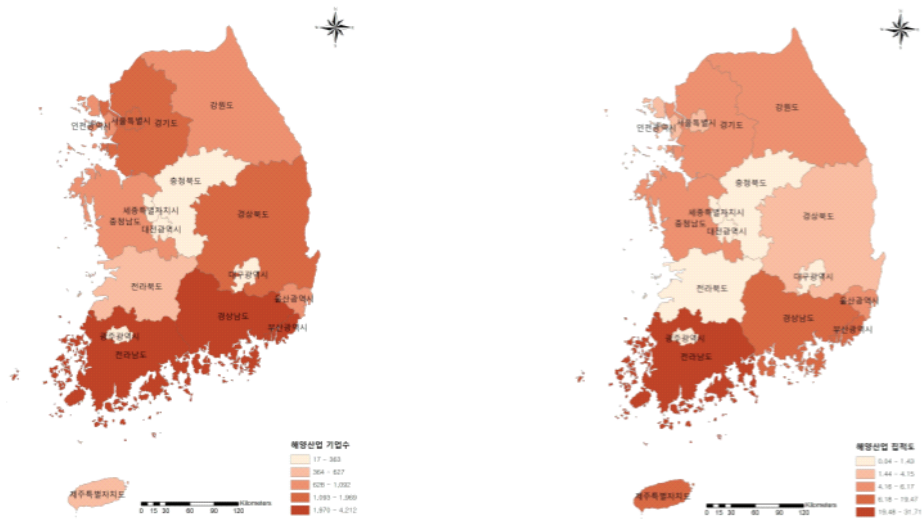 강원도
서울특별시
인천광역시
경기도
충청북도
세종특별자치시
충청남도
대전광역시
경상북도
대구광역시
전라북도
울산광역시
경상남도
부산광역시
광주광역시
전라남도
제주특별자치도
해양산업 기업수
17 - 363
364 - 627
628 - 1,092
1,093 - 1,969
1,970 - 4,212
Kilometers
0 15 30 60 90 120
강원도
서울특별시
인천광역시
경기도
충청북도
세종특별자치시
충청남도
대전광역시
경상북도
대구광역시
전라북도
울산광역시
경상남도
부산광역시
광주광역시
전라남도
제주특별자치도
해양산업 집적도
1.44 - 4.15
4.16 - 6.17
Kilometers
0 15 30 60 90 120